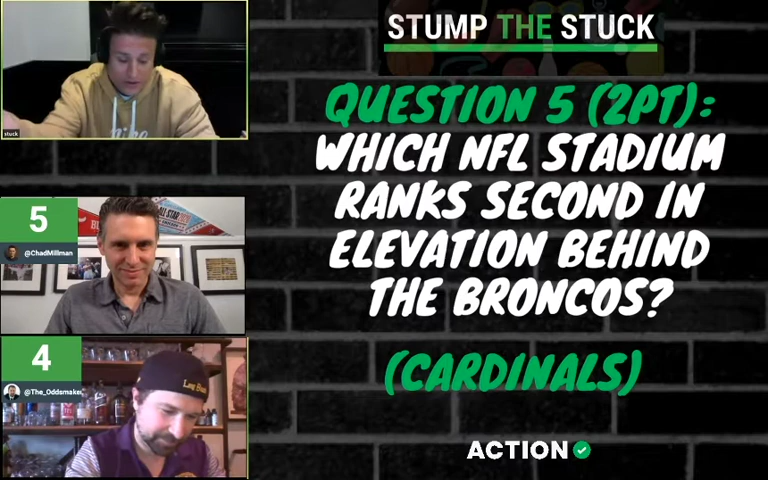 STUMP THE STUCK
QUESTION 5 (2PT):
WHICH NFL STADIUM
RANKS SECOND IN
ELEVATION BEHIND
THE BRONCOS?
(CARDINALS)
ACTION
stuck
5
@ChadMillman
4
@The_Oddsmaker